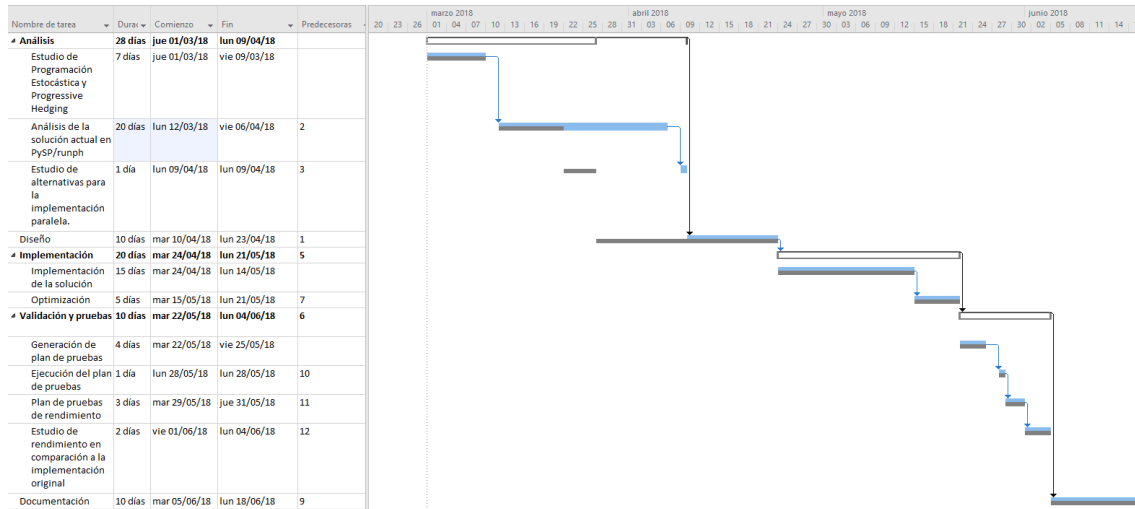 marzo 2018 abril 2018 mayo 2018 junio 2018
Nombre de tarea Durac Comienzo Fin Predecesoras 20 23 26 01 04 07 10 13 16 19 22 25 28 31 03 06 09 12 15 18 21 24 27 30 03 06 09 12 15 18 21 24 27 30 02 05 08 11 14
Análisis 28 días jue 01/03/18 lun 09/04/18
Estudio de 7 días jue 01/03/18 vie 09/03/18
Programación
Estocástica y
Progressive
Hedging
Análisis de la 20 días lun 12/03/18 vie 06/04/18 2
solución actual en
PySP/runph
Estudio de 1 día lun 09/04/18 lun 09/04/18 3
alternativas para
la
implementación
paralela.
Diseño 10 días mar 10/04/18 lun 23/04/18 1
Implementación 20 días mar 24/04/18 lun 21/05/18 5
Implementación 15 días mar 24/04/18 lun 14/05/18
de la solución
Optimización 5 días mar 15/05/18 lun 21/05/18 7
Validación y pruebas 10 días mar 22/05/18 lun 04/06/18 6
Generación de 4 días mar 22/05/18 vie 25/05/18
plan de pruebas
Ejecución del plan 1 día lun 28/05/18 lun 28/05/18 10
de pruebas
Plan de pruebas 3 días mar 29/05/18 jue 31/05/18 11
de rendimiento
Estudio de 2 días vie 01/06/18 lun 04/06/18 12
rendimiento en
comparación a la
implementación
original
Documentación 10 días mar 05/06/18 lun 18/06/18 9